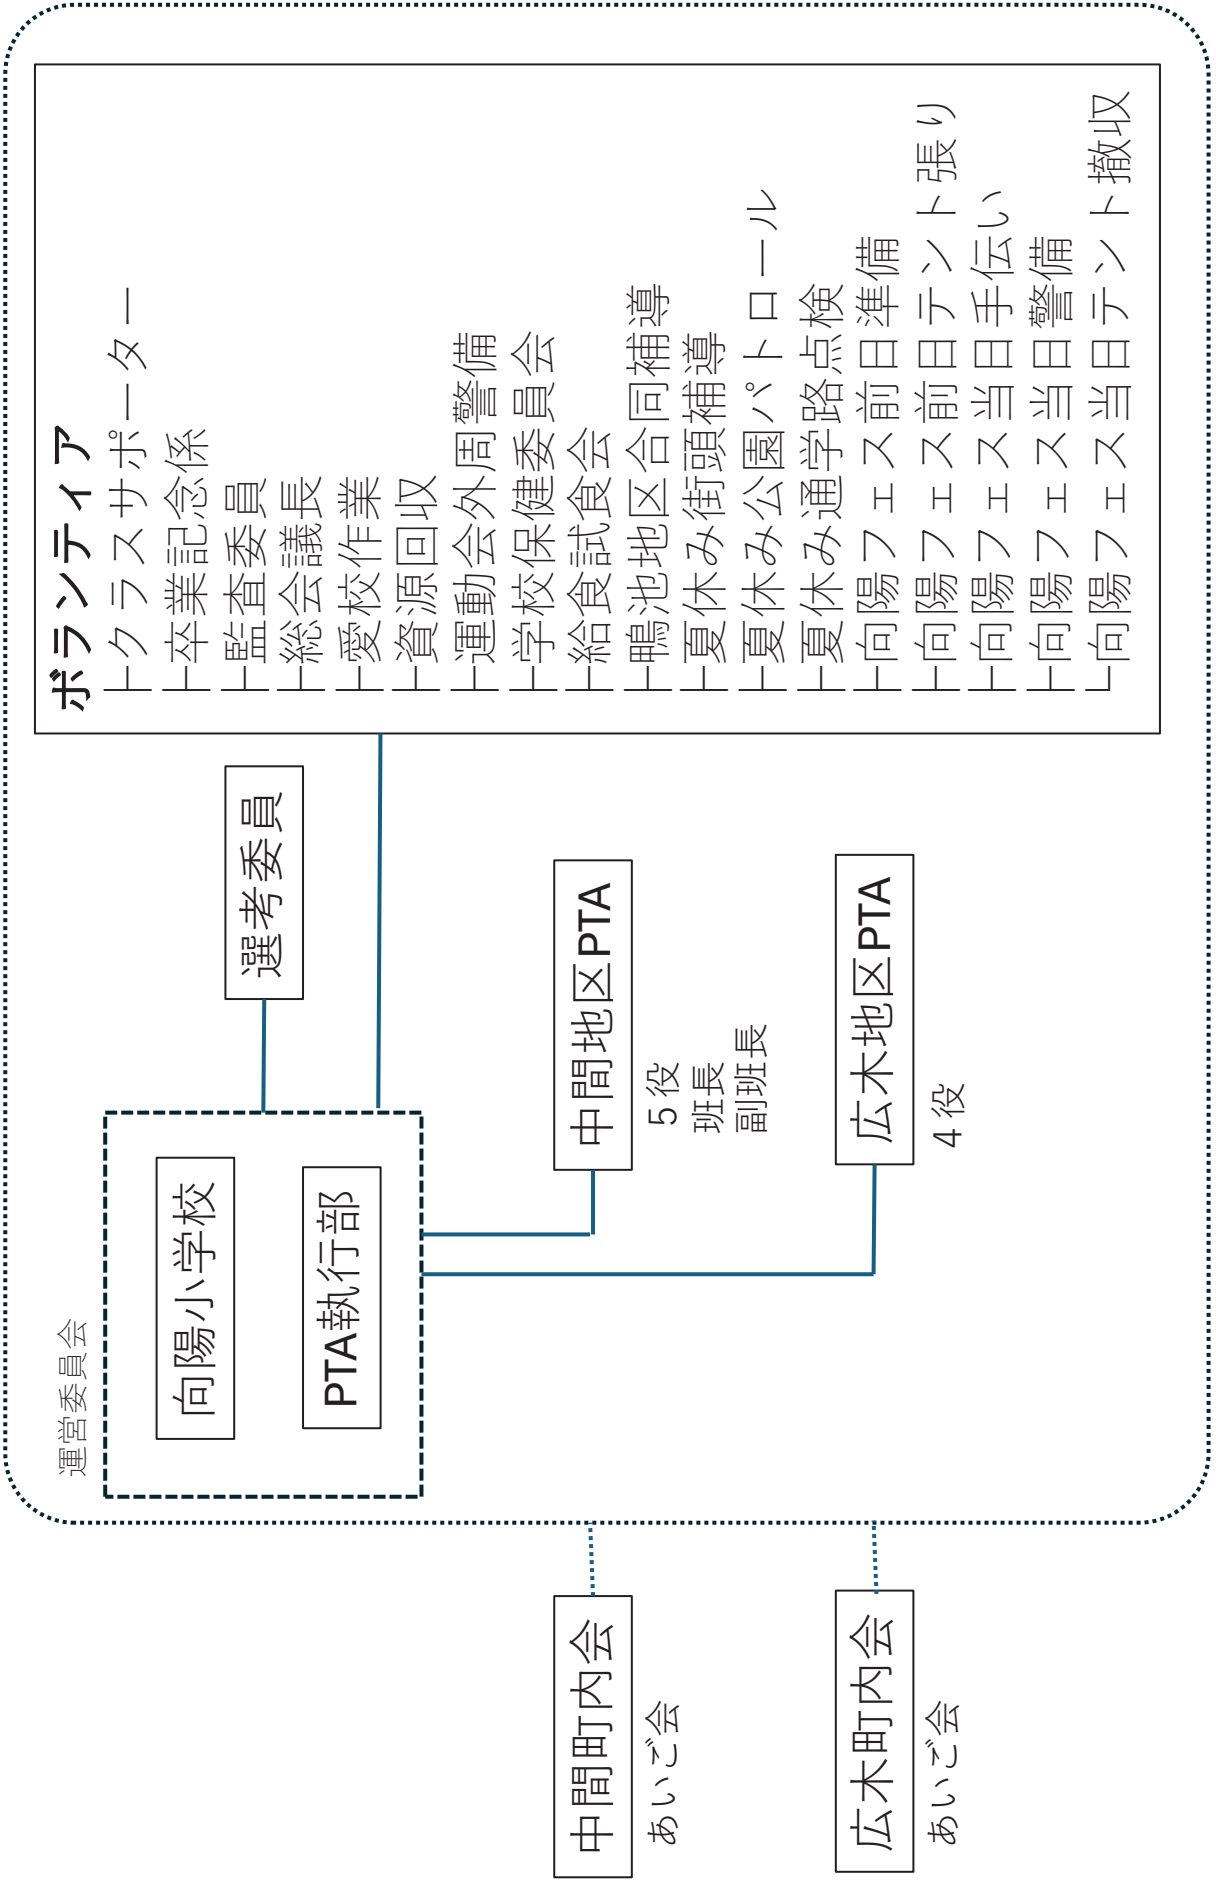 運営委員会
向陽小学校
PTA執行部
選考委員
中間地区PTA
５役
班長
副班長
広木地区PTA
４役
中間町内会
あいご会
広木町内会
あいご会
ボランティア
├クラスサポーター
├卒業記念係
├監査委員
├総会議長
├愛校作業
├資源回収
├運動会外周警備
├学校保健委員会
├給食試食会
├鴨池地区合同補導
├夏休み街頭補導
├夏休み公園パトロール
├夏休み通学路点検
├向陽フェス前日準備
├向陽フェス前日テント張り
├向陽フェス当日手伝い
├向陽フェス当日警備
└向陽フェス当日テント撤収